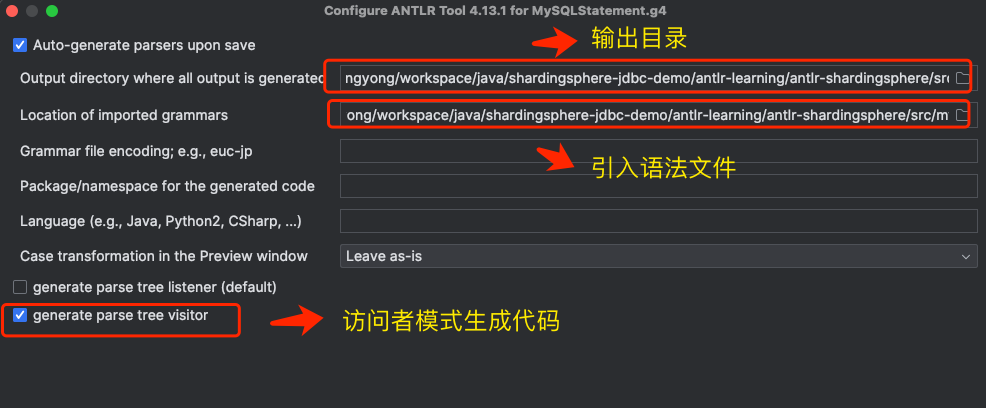 Configure ANTLR Tool 4.13.1 for MySQLStatement.g4
Auto-generate parsers upon save
输出目录
Output directory where all output is generated
ngyong/workspace/java/shardingsphere-jdbc-demo/antlr-learning/antlr-shardingsphere/src
Location of imported grammars
ong/workspace/java/shardingsphere-jdbc-demo/antlr-learning/antlr-shardingsphere/src/m
Grammar file encoding; e.g., euc-jp
引入语法文件
Package/namespace for the generated code
Language (e.g., Java, Python2, CSharp, ...)
Case transformation in the Preview window
Leave as-is
generate parse tree listener (default)
generate parse tree visitor
访问者模式生成代码